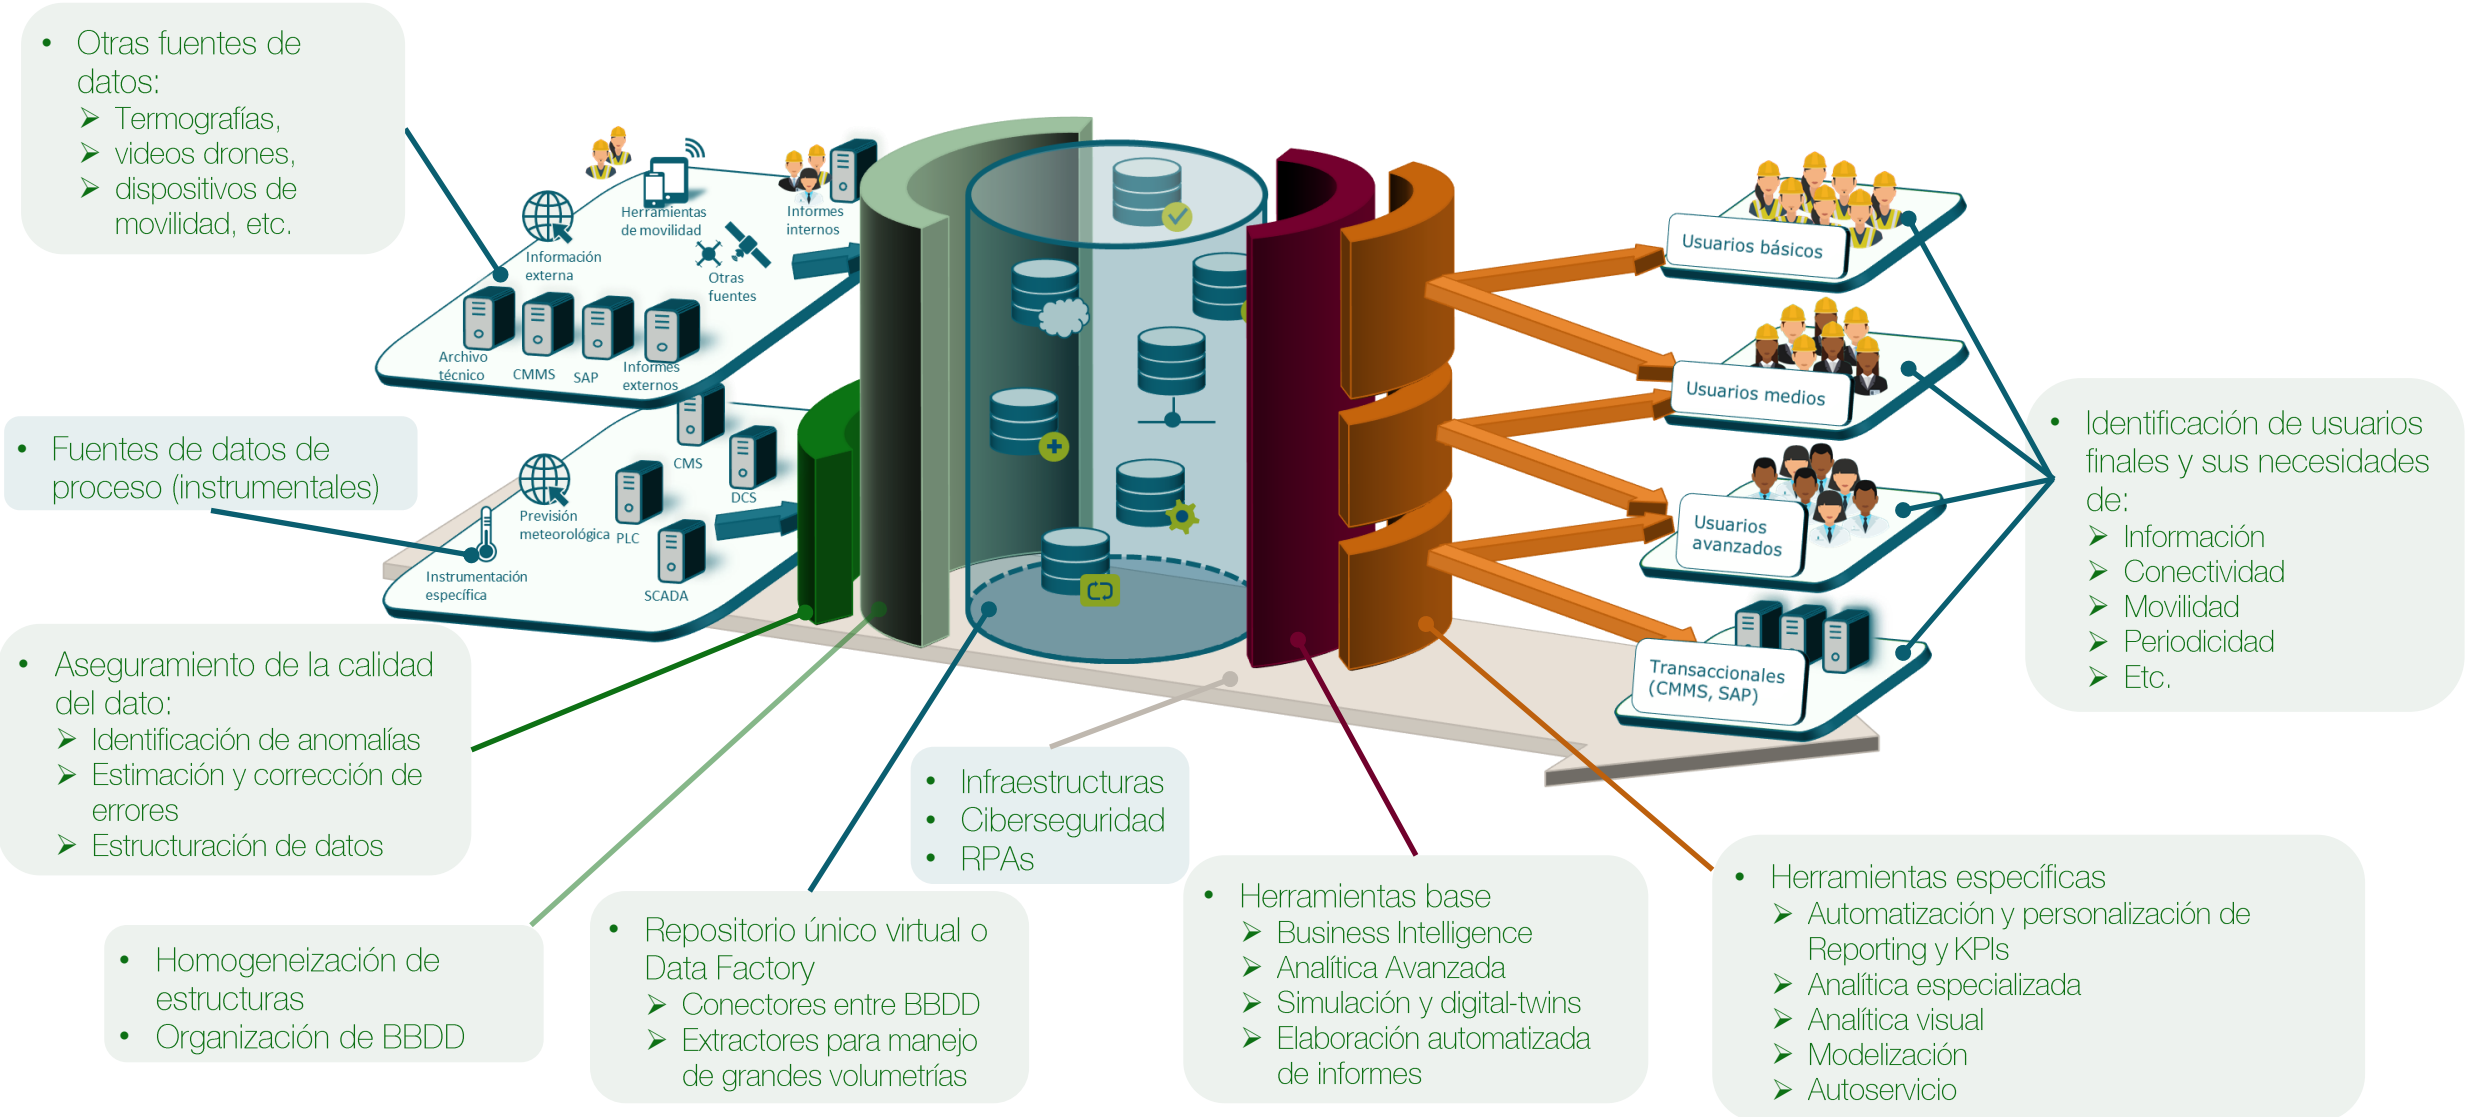 • Otras fuentes de
datos:
➢ Termografías,
➢ videos drones,
➢ dispositivos de
movilidad, etc.
Herramientas
de movilidad
Informes
internos
Información
externa
Otras
fuentes
Archivo
técnico
CMMS
SAP
Informes
externos
• Fuentes de datos de
proceso (instrumentales)
CMS
DCS
Previsión
meteorológica
PLC
Instrumentación
específica
SCADA
Usuarios básicos
Usuarios medios
Usuarios
avanzados
Transaccionales
(CMMS, SAP)
• Identificación de usuarios
finales y sus necesidades
de:
➢ Información
➢ Conectividad
➢ Movilidad
➢ Periodicidad
➢ Etc.
• Aseguramiento de la calidad
del dato:
➢ Identificación de anomalías
➢ Estimación y corrección de
errores
➢ Estructuración de datos
• Homogeneización de
estructuras
• Organización de BBDD
• Repositorio único virtual o
Data Factory
➢ Conectores entre BBDD
➢ Extractores para manejo
de grandes volumetrías
• Infraestructuras
• Ciberseguridad
• RPAs
• Herramientas base
➢ Business Intelligence
➢ Analítica Avanzada
➢ Simulación y digital-twins
➢ Elaboración automatizada
de informes
• Herramientas específicas
➢ Automatización y personalización de
Reporting y KPIs
➢ Analítica especializada
➢ Analítica visual
➢ Modelización
➢ Autoservicio